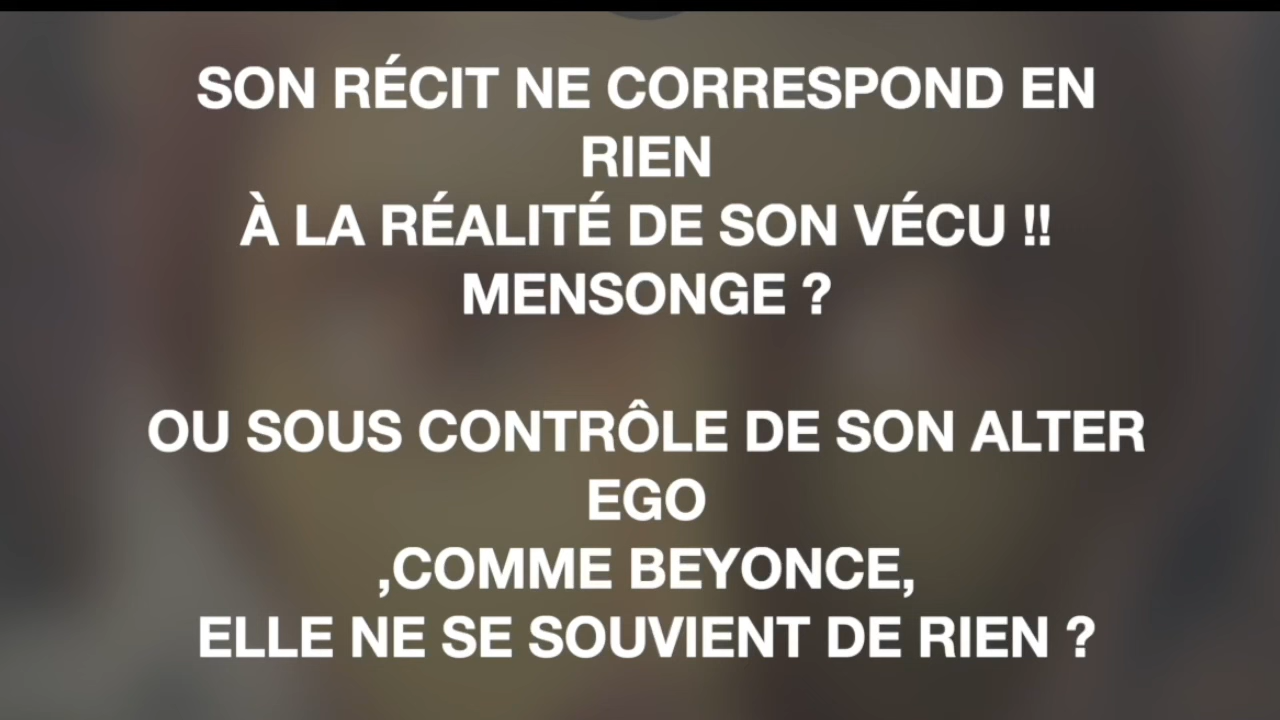 SON RÉCIT NE CORRESPOND EN
RIEN
À LA RÉALITÉ DE SON VÉCU !!
MENSONGE ?
OU SOUS CONTRÔLE DE SON ALTER
EGO
,COMME BEYONCE,
ELLE NE SE SOUVIENT DE RIEN ?